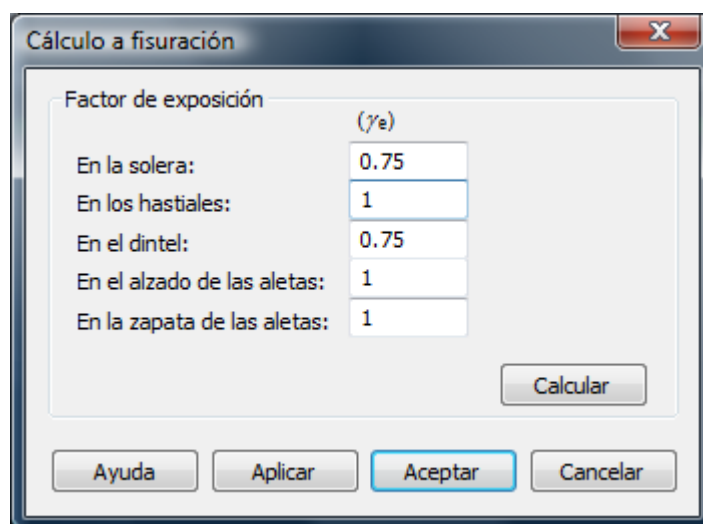 Cálculo a fisuración
Factor de exposición
(γe)
En la solera: 0.75
En los hastiales: 1
En el dintel: 0.75
En el alzado de las aletas: 1
En la zapata de las aletas: 1
Calcular
Ayuda Aplicar Aceptar Cancelar